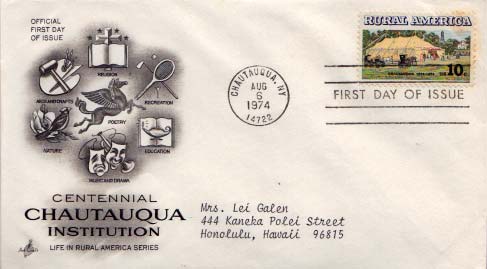 OFFICIAL
FIRST DAY
OF ISSUE
RELIGION
ARTS AND CRAFTS
RECREATION
POETRY
NATURE
EDUCATION
MUSIC AND DRAMA
CENTENNIAL
CHAUTAUQUA
INSTITUTION
LIFE IN RURAL AMERICA SERIES
ArtCraft
CHAUTAUQUA, NY
AUG
6
1974
14722
RURAL AMERICA
10c
FIRST DAY OF ISSUE
Mrs. Lei Galen
444 Kaneka Polei Street
Honolulu, Hawaii 96815